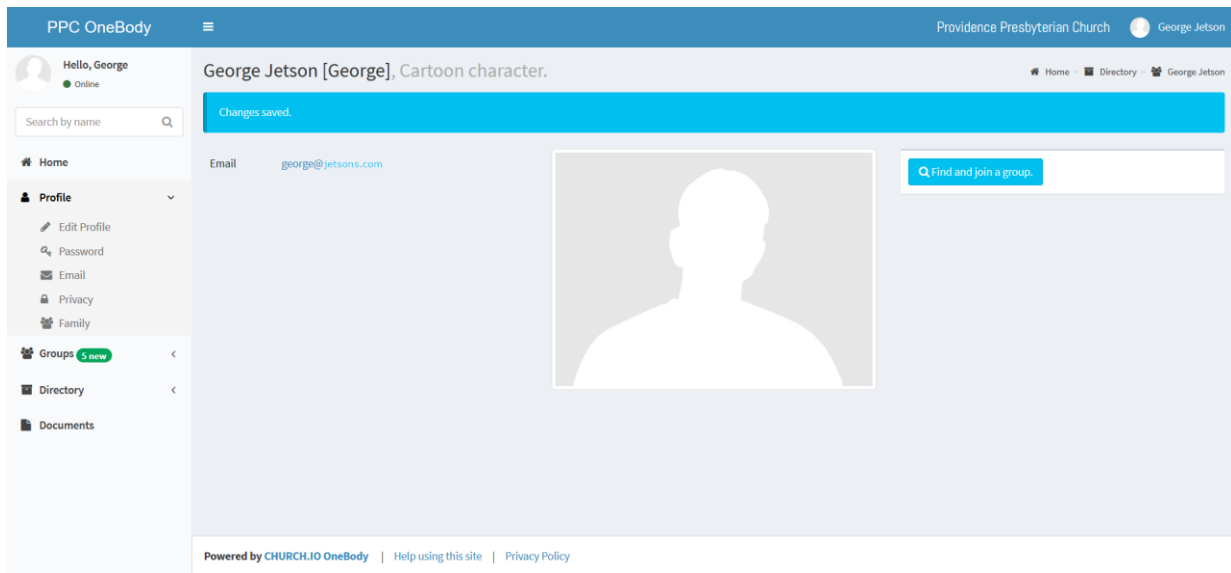 PPC OneBody
Providence Presbyterian Church
George Jetson
Hello, George
Online
Search by name
Home
Profile
Edit Profile
Password
Email
Privacy
Family
Groups 5 new
Directory
Documents
George Jetson [George], Cartoon character.
Home > Directory > George Jetson
Changes saved.
Email george@jetsons.com
Find and join a group.
Powered by CHURCH.IO OneBody | Help using this site | Privacy Policy